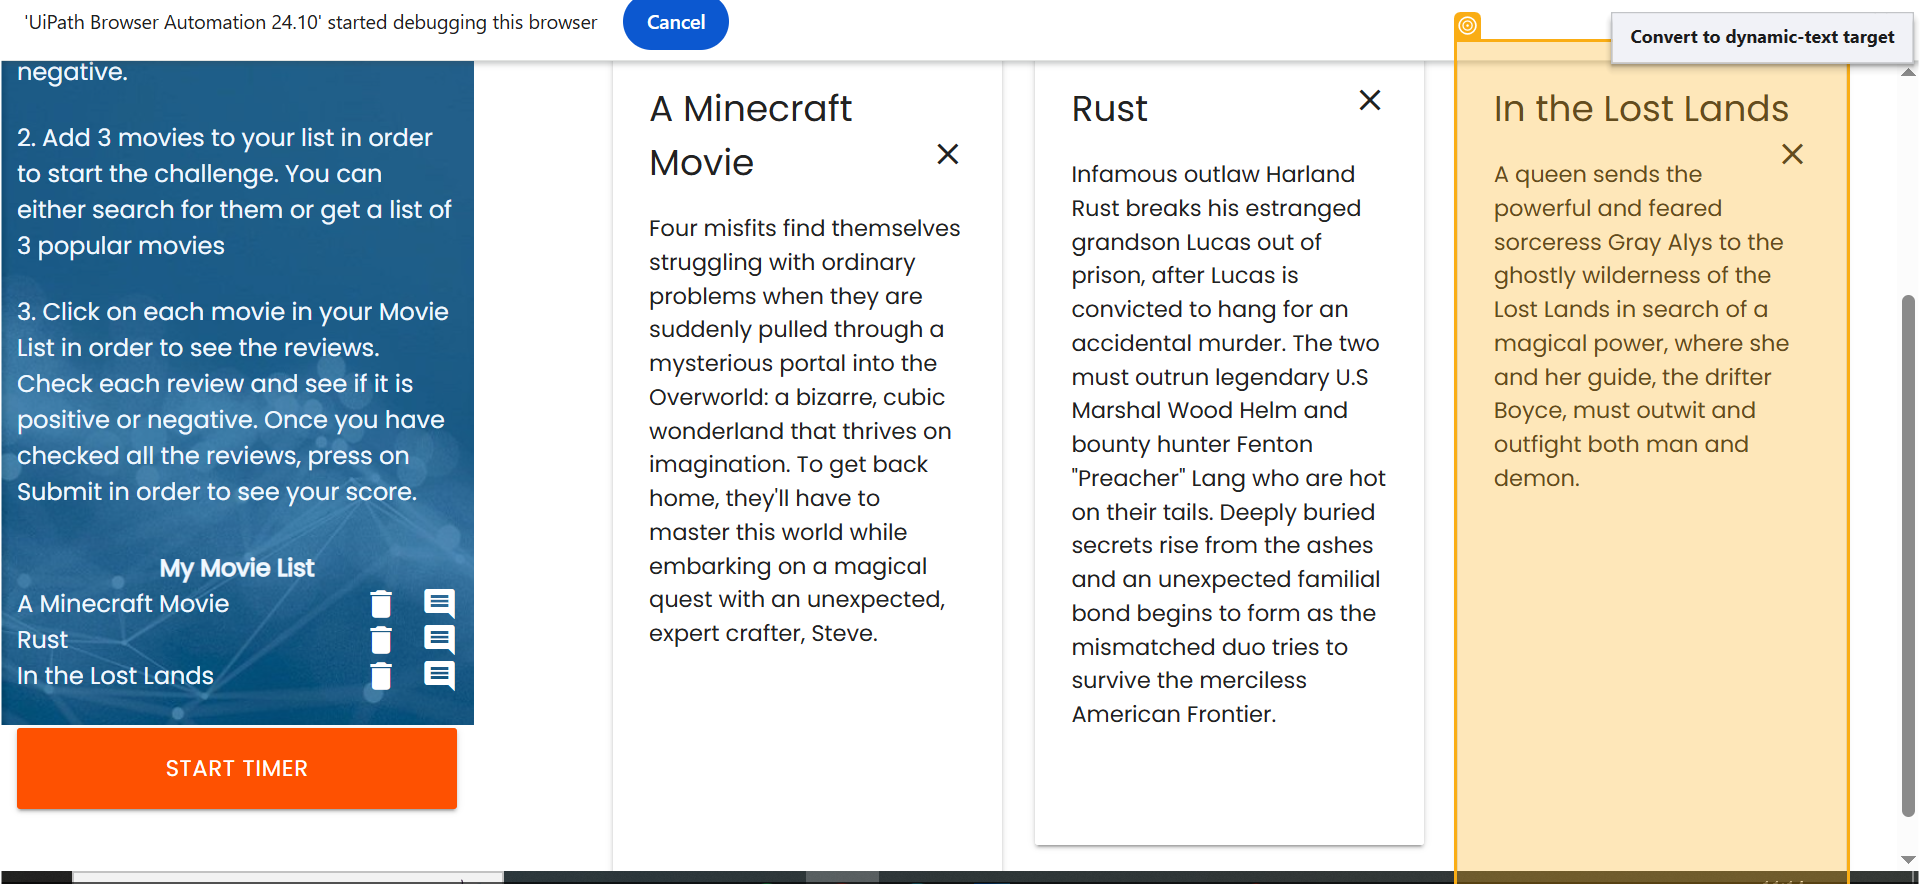 'UiPath Browser Automation 24.10' started debugging this browser
Cancel
Convert to dynamic-text target
negative.
2. Add 3 movies to your list in order
to start the challenge. You can
either search for them or get a list of
3 popular movies
3. Click on each movie in your Movie
List in order to see the reviews.
Check each review and see if it is
positive or negative. Once you have
checked all the reviews, press on
Submit in order to see your score.
My Movie List
A Minecraft Movie
Rust
In the Lost Lands
START TIMER
A Minecraft
Movie
Four misfits find themselves
struggling with ordinary
problems when they are
suddenly pulled through a
mysterious portal into the
Overworld: a bizarre, cubic
wonderland that thrives on
imagination. To get back
home, they'll have to
master this world while
embarking on a magical
quest with an unexpected,
expert crafter, Steve.
Rust
Infamous outlaw Harland
Rust breaks his estranged
grandson Lucas out of
prison, after Lucas is
convicted to hang for an
accidental murder. The two
must outrun legendary U.S
Marshal Wood Helm and
bounty hunter Fenton
"Preacher" Lang who are hot
on their tails. Deeply buried
secrets rise from the ashes
and an unexpected familial
bond begins to form as the
mismatched duo tries to
survive the merciless
American Frontier.
In the Lost Lands
A queen sends the
powerful and feared
sorceress Gray Alys to the
ghostly wilderness of the
Lost Lands in search of a
magical power, where she
and her guide, the drifter
Boyce, must outwit and
outfight both man and
demon.